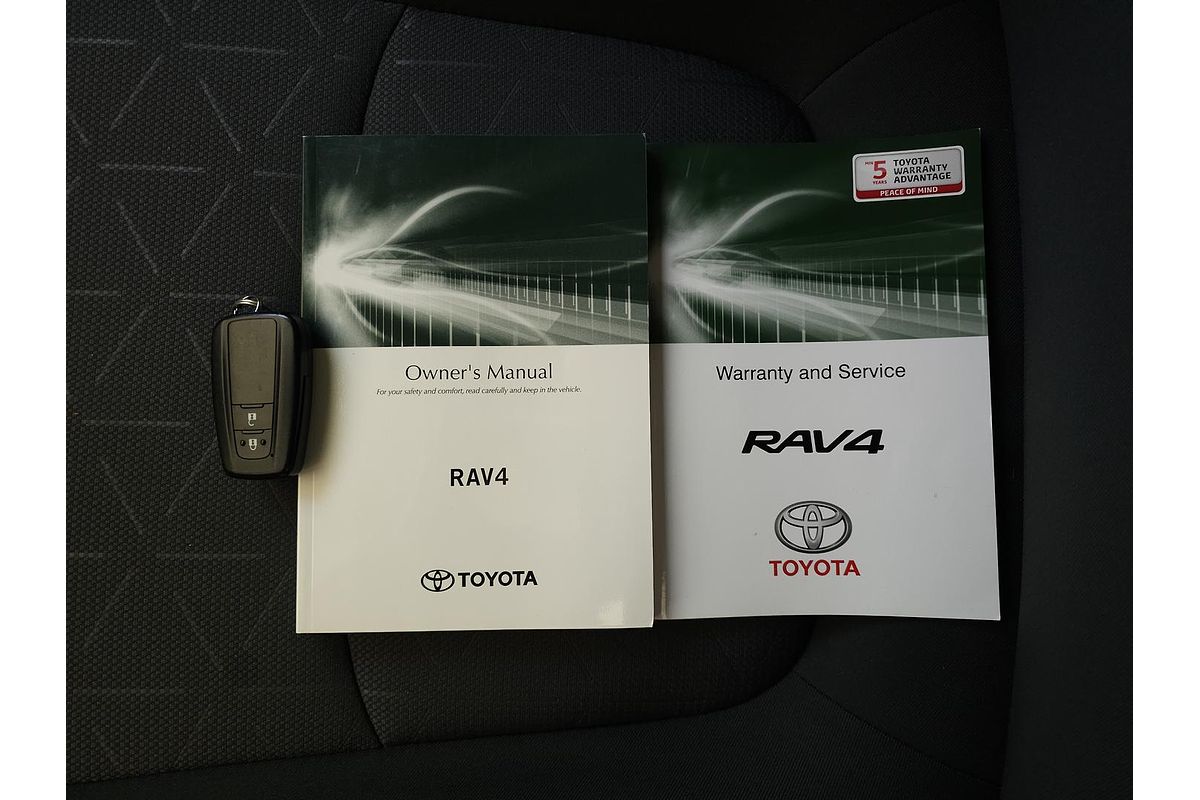 Owner's Manual
For your safety and comfort, read carefully and keep in the vehicle.
RAV4
TOYOTA
MIN 5 YEARS
TOYOTA
WARRANTY
ADVANTAGE
PEACE OF MIND
Warranty and Service
RAV4
TOYOTA